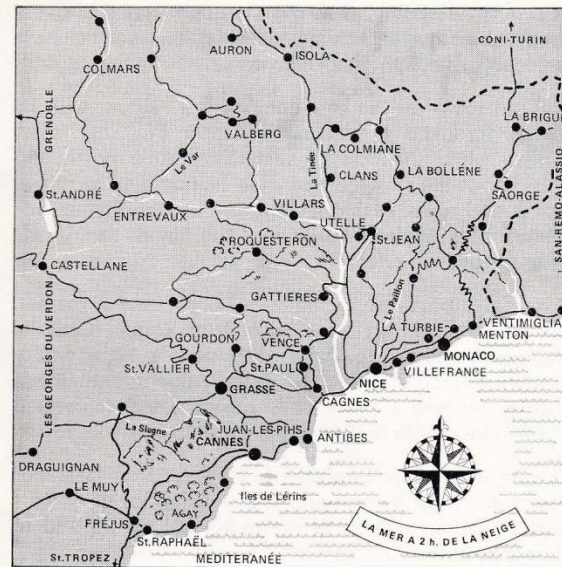 CONI-TURIN
AURON
ISOLA
COLMARS
GRENOBLE
VALBERG
LA BRIGUE
LA COLMIANE
Le Var
La Tinée
CLANS
LA BOLLÉNE
St.ANDRÉ
SAORGE
SAN-REMO-ALASSIO
VILLARS
ENTREVAUX
UTELLE
ROQUESTERON
St.JEAN
CASTELLANE
GATTIERES
Le Paillon
LES GEORGES DU VERDON
GOURDON
VENCE
LA TURBIE
VENTIMIGLIA
MENTON
St.VALLIER
St.PAUL
MONACO
NICE
VILLEFRANCE
GRASSE
CAGNES
La Siagne
JUAN-LES-PIHS
CANNES
ANTIBES
DRAGUIGNAN
LE MUY
Iles de Lérins
AGAY
FRÉJUS
LA MER A 2 h. DE LA NEIGE
St.RAPHAËL
St.TROPEZ
MEDITERANÉE